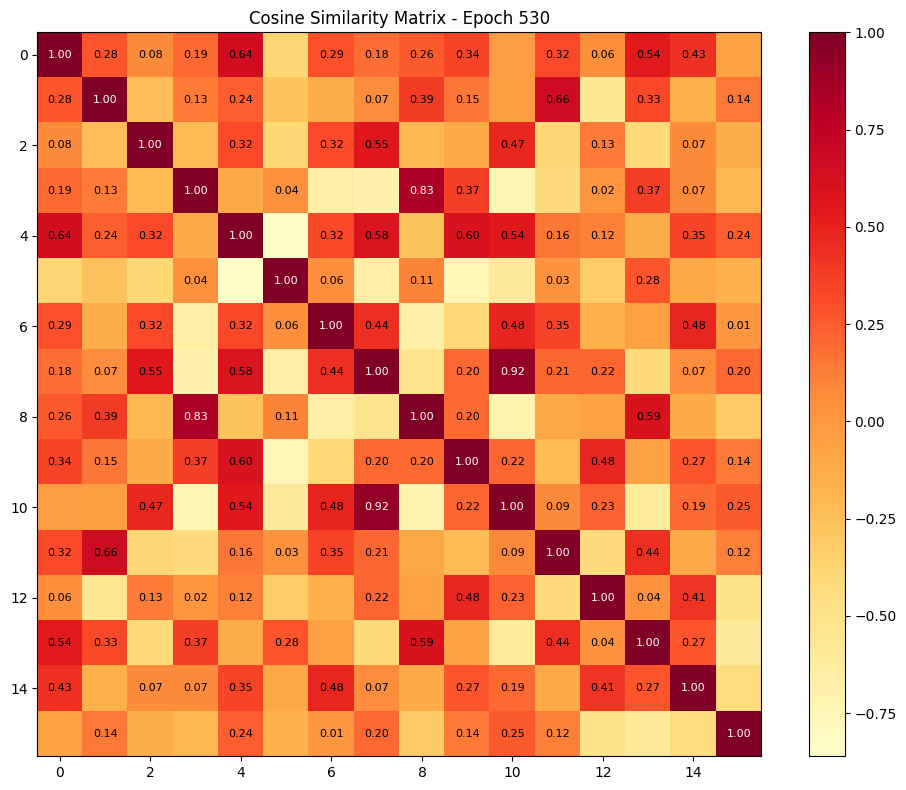 Cosine Similarity Matrix - Epoch 530
0 1.00 0.28 0.08 0.19 0.64 0.29 0.18 0.26 0.34 0.32 0.06 0.54 0.43
0.28 1.00 0.13 0.24 0.07 0.39 0.15 0.66 0.33 0.14
2 0.08 1.00 0.32 0.32 0.55 0.47 0.13 0.07
0.19 0.13 1.00 0.04 0.83 0.37 0.02 0.37 0.07
4 0.64 0.24 0.32 1.00 0.32 0.58 0.60 0.54 0.16 0.12 0.35 0.24
0.04 1.00 0.06 0.11 0.03 0.28
6 0.29 0.32 0.32 0.06 1.00 0.44 0.48 0.35 0.48 0.01
0.18 0.07 0.55 0.58 0.44 1.00 0.20 0.92 0.21 0.22 0.07 0.20
8 0.26 0.39 0.83 0.11 1.00 0.20 0.59
0.34 0.15 0.37 0.60 0.20 0.20 1.00 0.22 0.48 0.27 0.14
10 0.47 0.54 0.48 0.92 0.22 1.00 0.09 0.23 0.19 0.25
0.32 0.66 0.16 0.03 0.35 0.21 0.09 1.00 0.44 0.12
12 0.06 0.13 0.02 0.12 0.22 0.48 0.23 1.00 0.04 0.41
0.54 0.33 0.37 0.28 0.59 0.44 0.04 1.00 0.27
14 0.43 0.07 0.07 0.35 0.48 0.07 0.27 0.19 0.41 0.27 1.00
0.14 0.24 0.01 0.20 0.14 0.25 0.12 1.00
0 2 4 6 8 10 12 14
1.00
0.75
0.50
0.25
0.00
−0.25
−0.50
−0.75